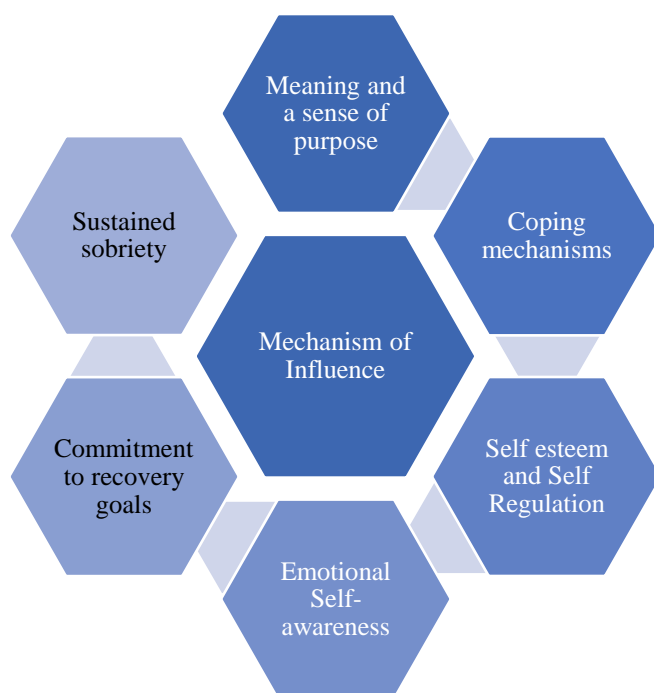 Meaning and
a sense of
purpose
Coping
mechanisms
Self esteem
and Self
Regulation
Emotional
Self-
awareness
Commitment
to recovery
goals
Sustained
sobriety
Mechanism of
Influence